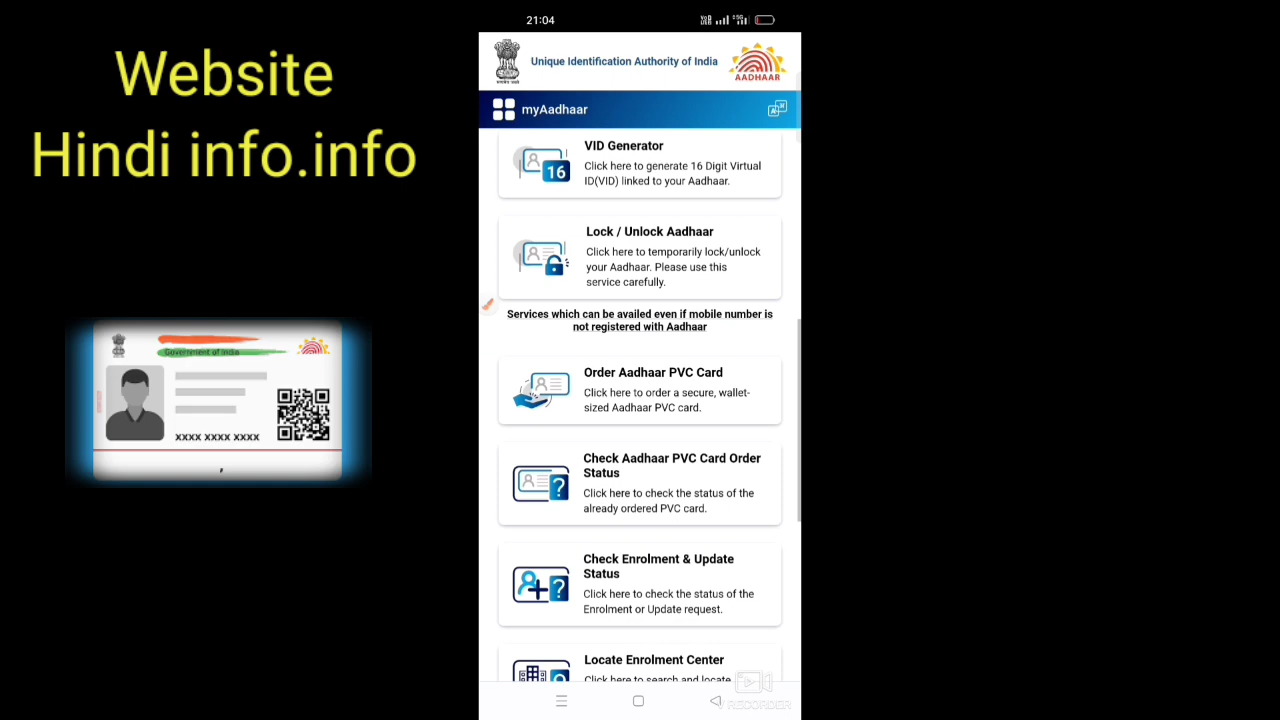 Website
Hindi info.info
Government of India
XXXX XXXX XXXX
21:04
Unique Identification Authority of India
AADHAAR
myAadhaar
VID Generator
Click here to generate 16 Digit Virtual
ID(VID) linked to your Aadhaar.
16
Lock / Unlock Aadhaar
Click here to temporarily lock/unlock
your Aadhaar. Please use this
service carefully.
Services which can be availed even if mobile number is
not registered with Aadhaar
Order Aadhaar PVC Card
Click here to order a secure, wallet-
sized Aadhaar PVC card.
Check Aadhaar PVC Card Order
Status
Click here to check the status of the
already ordered PVC card.
?
Check Enrolment & Update
Status
Click here to check the status of the
Enrolment or Update request.
?
Locate Enrolment Center
Click here to search and locate
V RECORDER